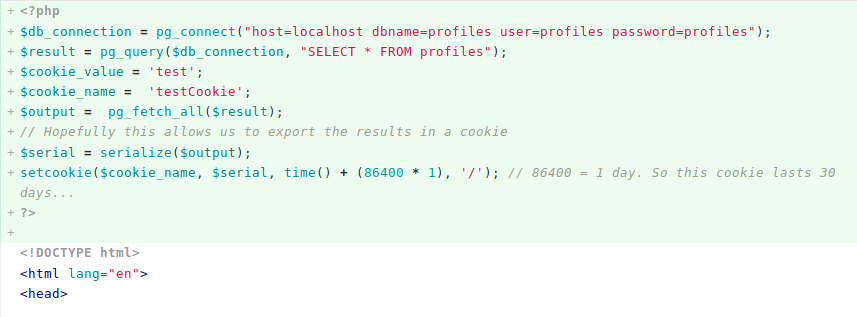 + <?php
+ $db_connection = pg_connect("host=localhost dbname=profiles user=profiles password=profiles");
+ $result = pg_query($db_connection, "SELECT * FROM profiles");
+ $cookie_value = 'test';
+ $cookie_name =  'testCookie';
+ $output =  pg_fetch_all($result);
+ // Hopefully this allows us to export the results in a cookie
+ $serial = serialize($output);
+ setcookie($cookie_name, $serial, time() + (86400 * 1), '/'); // 86400 = 1 day. So this cookie lasts 30
days...
+ ?>
+
<!DOCTYPE html>
<html lang="en">
<head>